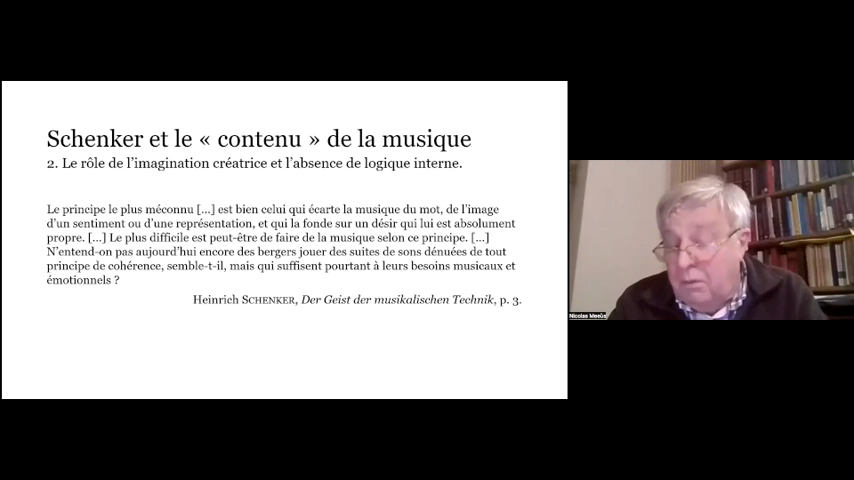 Schenker et le « contenu » de la musique
2. Le rôle de l'imagination créatrice et l'absence de logique interne.
Le principe le plus méconnu [...] est bien celui qui écarte la musique du mot, de l'image
d'un sentiment ou d'une représentation, et qui la fonde sur un désir qui lui est absolument
propre. [...] Le plus difficile est peut-être de faire de la musique selon ce principe. [...]
N'entend-on pas aujourd'hui encore des bergers jouer des suites de sons dénuées de tout
principe de cohérence, semble-t-il, mais qui suffisent pourtant à leurs besoins musicaux et
émotionnels ?
Heinrich SCHENKER, Der Geist der musikalischen Technik, p. 3.
Nicolas Meeùs